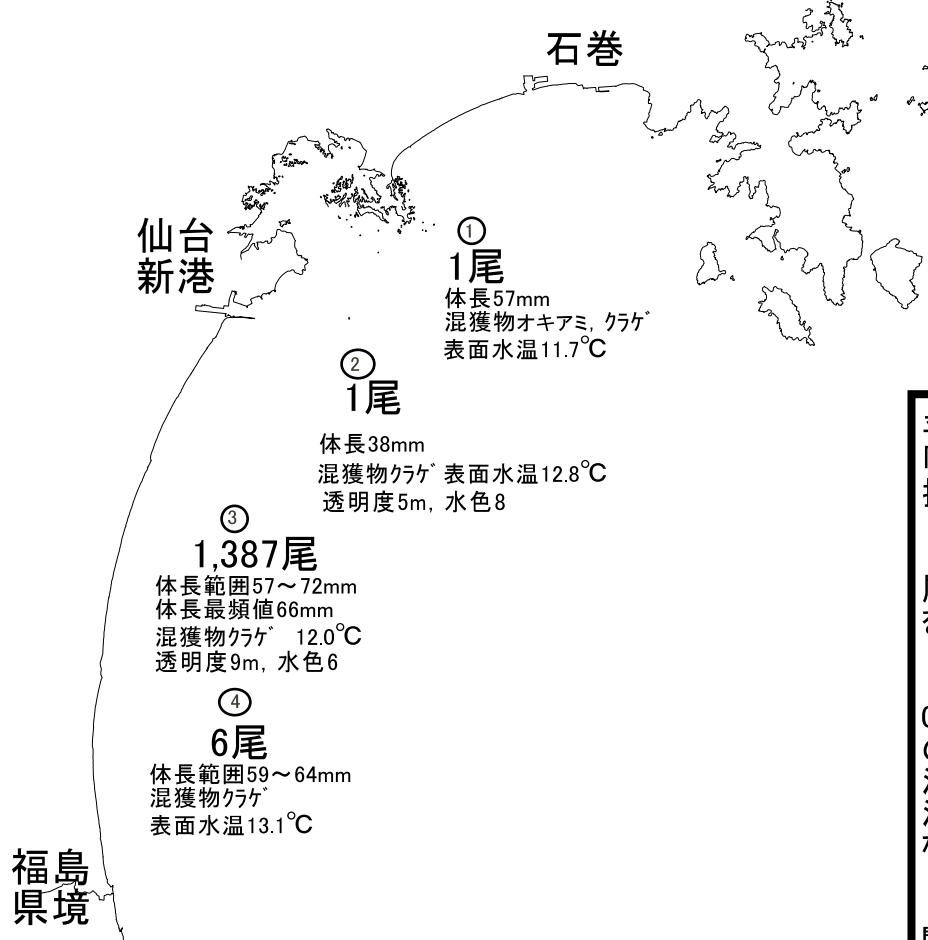 石巻
仙台
新港
①
1尾
体長57mm
混獲物オキアミ, クラゲ
表面水温11.7℃
②
1尾
体長38mm
混獲物クラゲ 表面水温12.8℃
透明度5m, 水色8
③
1,387尾
体長範囲57～72mm
体長最頻値66mm
混獲物クラゲ 12.0℃
透明度9m, 水色6
④
6尾
体長範囲59～64mm
混獲物クラゲ
表面水温13.1℃
福島
県境